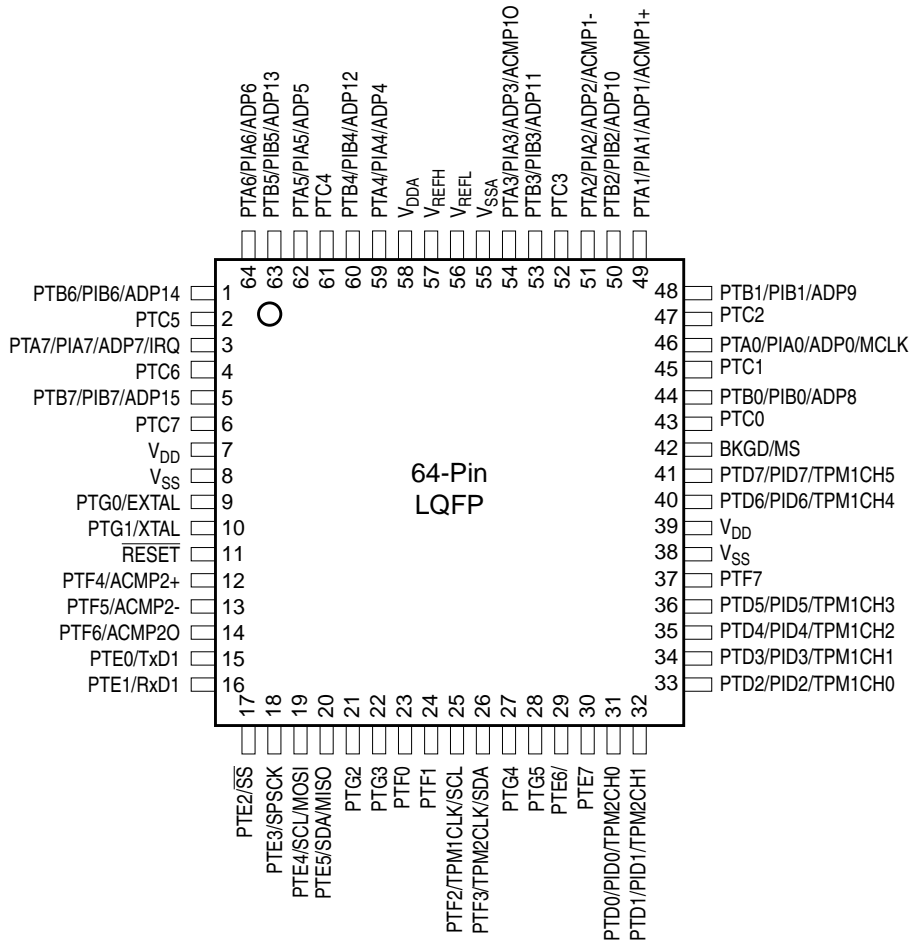 PTA6/PIA6/ADP6
PTB5/PIB5/ADP13
PTA5/PIA5/ADP5
PTC4
PTB4/PIB4/ADP12
PTA4/PIA4/ADP4
VDDA
VREFH
VREFL
VSSA
PTA3/PIA3/ADP3/ACMP1O
PTB3/PIB3/ADP11
PTC3
PTA2/PIA2/ADP2/ACMP1-
PTB2/PIB2/ADP10
PTA1/PIA1/ADP1/ACMP1+
64
63
62
61
60
59
58
57
56
55
54
53
52
51
50
49
PTB6/PIB6/ADP14 1
PTC5 2
PTA7/PIA7/ADP7/IRQ 3
PTC6 4
PTB7/PIB7/ADP15 5
PTC7 6
VDD 7
VSS 8
PTG0/EXTAL 9
PTG1/XTAL 10
RESET 11
PTF4/ACMP2+ 12
PTF5/ACMP2- 13
PTF6/ACMP2O 14
PTE0/TxD1 15
PTE1/RxD1 16
64-Pin
LQFP
48 PTB1/PIB1/ADP9
47 PTC2
46 PTA0/PIA0/ADP0/MCLK
45 PTC1
44 PTB0/PIB0/ADP8
43 PTC0
42 BKGD/MS
41 PTD7/PID7/TPM1CH5
40 PTD6/PID6/TPM1CH4
39 VDD
38 VSS
37 PTF7
36 PTD5/PID5/TPM1CH3
35 PTD4/PID4/TPM1CH2
34 PTD3/PID3/TPM1CH1
33 PTD2/PID2/TPM1CH0
17
18
19
20
21
22
23
24
25
26
27
28
29
30
31
32
PTE2/SS
PTE3/SPSCK
PTE4/SCL/MOSI
PTE5/SDA/MISO
PTG2
PTG3
PTF0
PTF1
PTF2/TPM1CLK/SCL
PTF3/TPM2CLK/SDA
PTG4
PTG5
PTE6/
PTE7
PTD0/PID0/TPM2CH0
PTD1/PID1/TPM2CH1